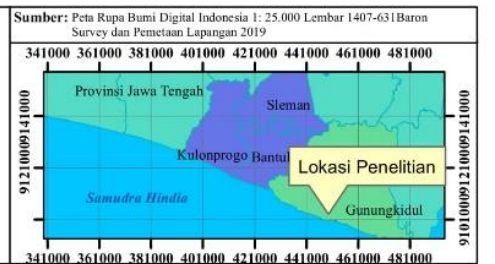 Sumber: Peta Rupa Bumi Digital Indonesia 1: 25.000 Lembar 1407-631Baron
Survey dan Pemetaan Lapangan 2019
341000 361000 381000 401000 421000 441000 461000 481000
Provinsi Jawa Tengah
Sleman
Kulonprogo Bantul
Lokasi Penelitian
Samudra Hindia
Gunungkidul
9101000 9121000 9141000
9101000 9121000 9141000
341000 361000 381000 401000 421000 441000 461000 481000